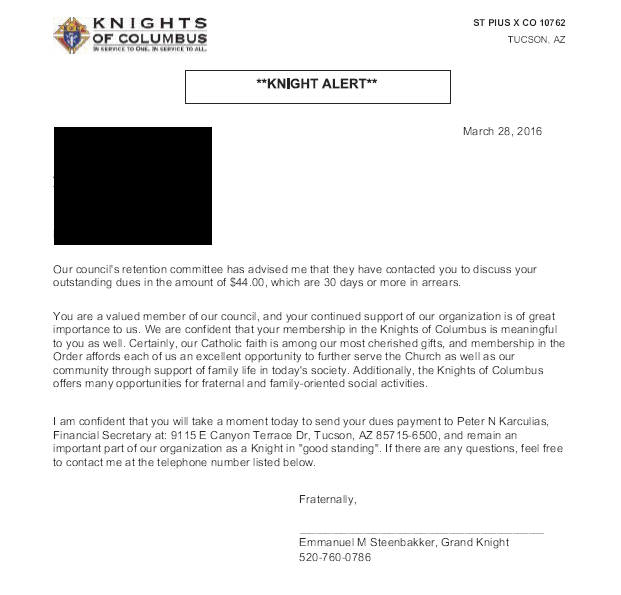 KNIGHTS
OF COLUMBUS
IN SERVICE TO ONE. IN SERVICE TO ALL.
ST PIUS X CO 10762
TUCSON, AZ
**KNIGHT ALERT**
March 28, 2016
Our council's retention committee has advised me that they have contacted you to discuss your
outstanding dues in the amount of $44.00, which are 30 days or more in arrears.
You are a valued member of our council, and your continued support of our organization is of great
importance to us. We are confident that your membership in the Knights of Columbus is meaningful
to you as well. Certainly, our Catholic faith is among our most cherished gifts, and membership in the
Order affords each of us an excellent opportunity to further serve the Church as well as our
community through support of family life in today's society. Additionally, the Knights of Columbus
offers many opportunities for fraternal and family-oriented social activities.
I am confident that you will take a moment today to send your dues payment to Peter N Karculias,
Financial Secretary at: 9115 E Canyon Terrace Dr, Tucson, AZ 85715-6500, and remain an
important part of our organization as a Knight in "good standing". If there are any questions, feel free
to contact me at the telephone number listed below.
Fraternally,
Emmanuel M Steenbakker, Grand Knight
520-760-0786